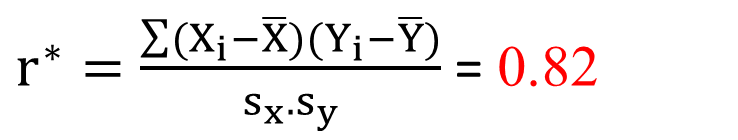 r* = ∑(Xᵢ−X̅)(Yᵢ−Y̅) / sₓ.sᵧ = 0.82